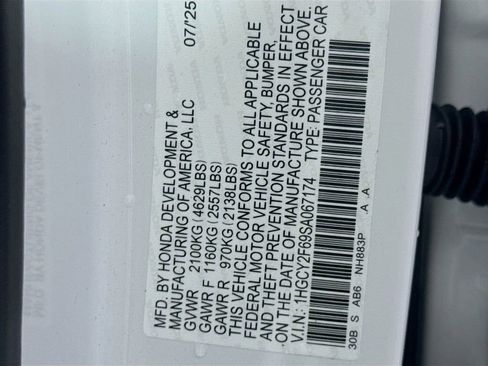 MFD. BY HONDA DEVELOPMENT &
MANUFACTURING OF AMERICA, LLC 07/'25
GVWR 2100KG (4629LBS)
GAWR F 1160KG (2557LBS)
GAWR R 970KG (2138LBS)
THIS VEHICLE CONFORMS TO ALL APPLICABLE
FEDERAL MOTOR VEHICLE SAFETY, BUMPER,
AND THEFT PREVENTION STANDARDS IN EFFECT
ON THE DATE OF MANUFACTURE SHOWN ABOVE.
V.I.N.: 1HGCY2F69SA067174 TYPE: PASSENGER CAR
30B S AB6 NH883P A A